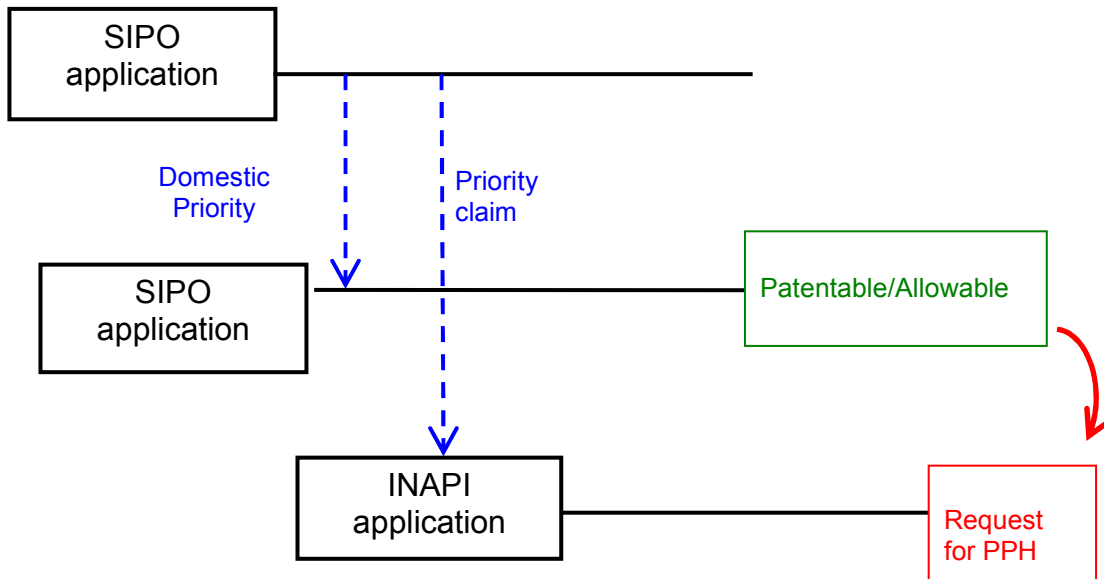 SIPO
application
Domestic
Priority
Priority
claim
SIPO
application
Patentable/Allowable
INAPI
application
Request
for PPH